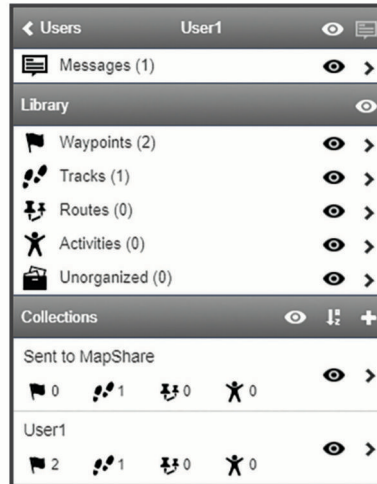 Users User1
Messages (1)
Library
Waypoints (2)
Tracks (1)
Routes (0)
Activities (0)
Unorganized (0)
Collections
Sent to MapShare
0 1 0 0
User1
2 1 0 0